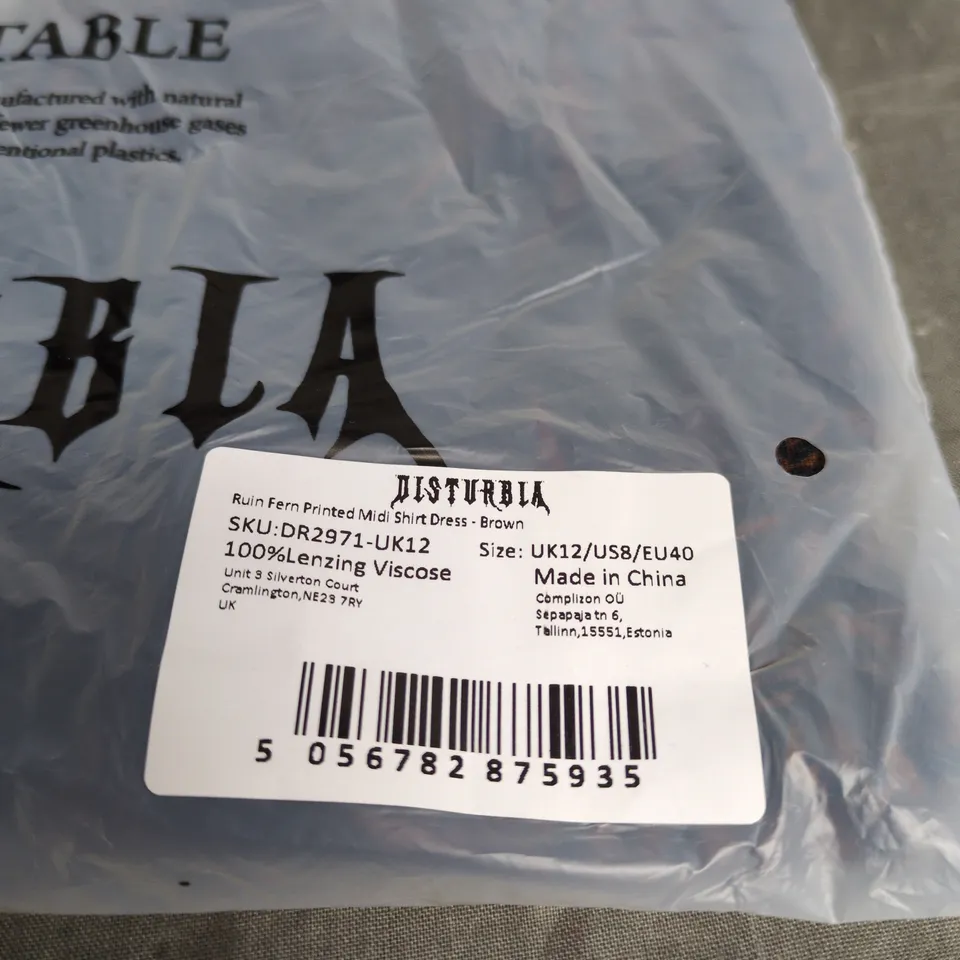 TABLE
ufactured with natural
ewer greenhouse gases
entional plastics.
BIA
DISTURBIA
Ruin Fern Printed Midi Shirt Dress - Brown
SKU:DR2971-UK12
Size: UK12/US8/EU40
100%Lenzing Viscose
Made in China
Unit 3 Silverton Court
Cramlington,NE23 7RY
UK
Complizon OÜ
Sepapaja tn 6,
Tallinn,15551,Estonia
5 056782 875935